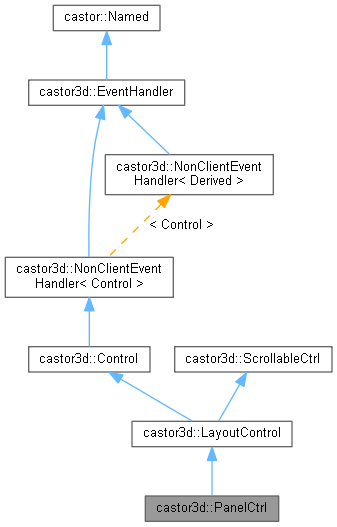 castor::Named
castor3d::EventHandler
castor3d::NonClientEvent
Handler< Derived >
< Control >
castor3d::NonClientEvent
Handler< Control >
castor3d::Control
castor3d::ScrollableCtrl
castor3d::LayoutControl
castor3d::PanelCtrl